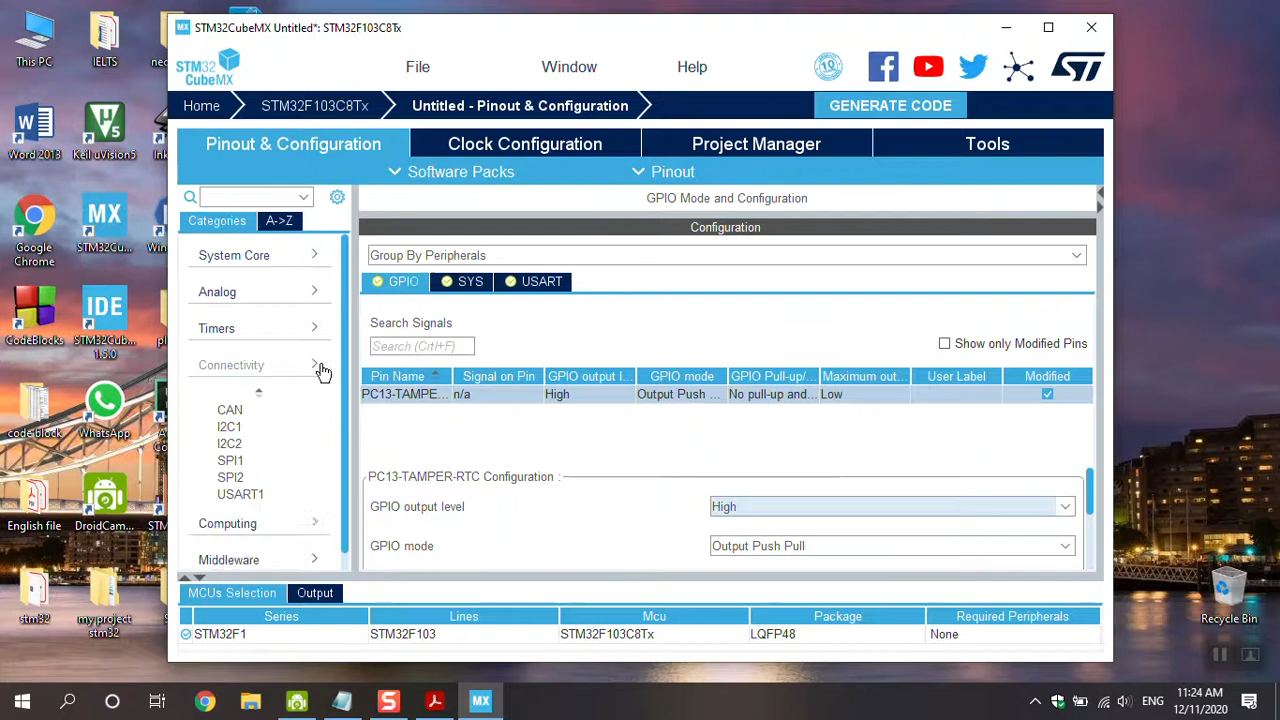 This PC
IELTS
Word 2013
Keil uVision5
Google
Chrome
STM32Cu...
CodeBlocks
STM32Cub...
1.5.0
code block
WhatsApp
English file
DroidCam...
stm32
my project
stm32
Recycle Bin
MX
STM32CubeMX Untitled*: STM32F103C8Tx
STM32
CubeMX
File
Window
Help
Home
STM32F103C8Tx
Untitled - Pinout & Configuration
GENERATE CODE
Pinout & Configuration
Clock Configuration
Project Manager
Tools
Software Packs
Pinout
Categories
A->Z
System Core
Analog
Timers
Connectivity
CAN
I2C1
I2C2
SPI1
SPI2
USART1
Computing
Middleware
GPIO Mode and Configuration
Configuration
Group By Peripherals
GPIO
SYS
USART
Search Signals
Search (Crtl+F)
Show only Modified Pins
Pin Name Signal on Pin GPIO output l... GPIO mode GPIO Pull-up/... Maximum out... User Label Modified
PC13-TAMPE... n/a High Output Push ... No pull-up and... Low
PC13-TAMPER-RTC Configuration :
GPIO output level High
GPIO mode Output Push Pull
MCUs Selection Output
Series Lines Mcu Package Required Peripherals
STM32F1 STM32F103 STM32F103C8Tx LQFP48 None
MX
IDE
MX
ENG
11:24 AM
12/11/2020